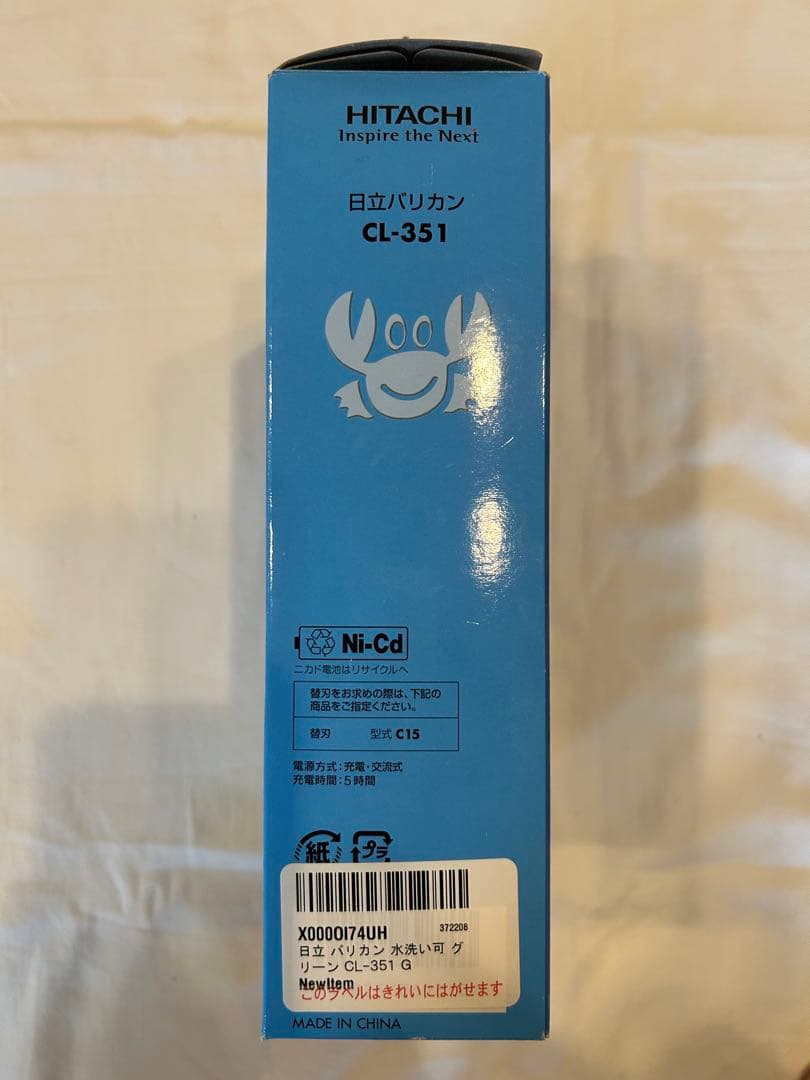 HITACHI
Inspire the Next
日立バリカン
CL-351
Ni-Cd
ニカド電池はリサイクルへ
替刃をお求めの際は、下記の
商品をご指定ください。
替刃 型式 C15
電源方式:充電・交流式
充電時間:5時間
紙 プラ
X0000I74UH 372208
日立 バリカン 水洗い可 グ
リーン CL-351 G
NewItem
このラベルはきれいにはがせます
MADE IN CHINA